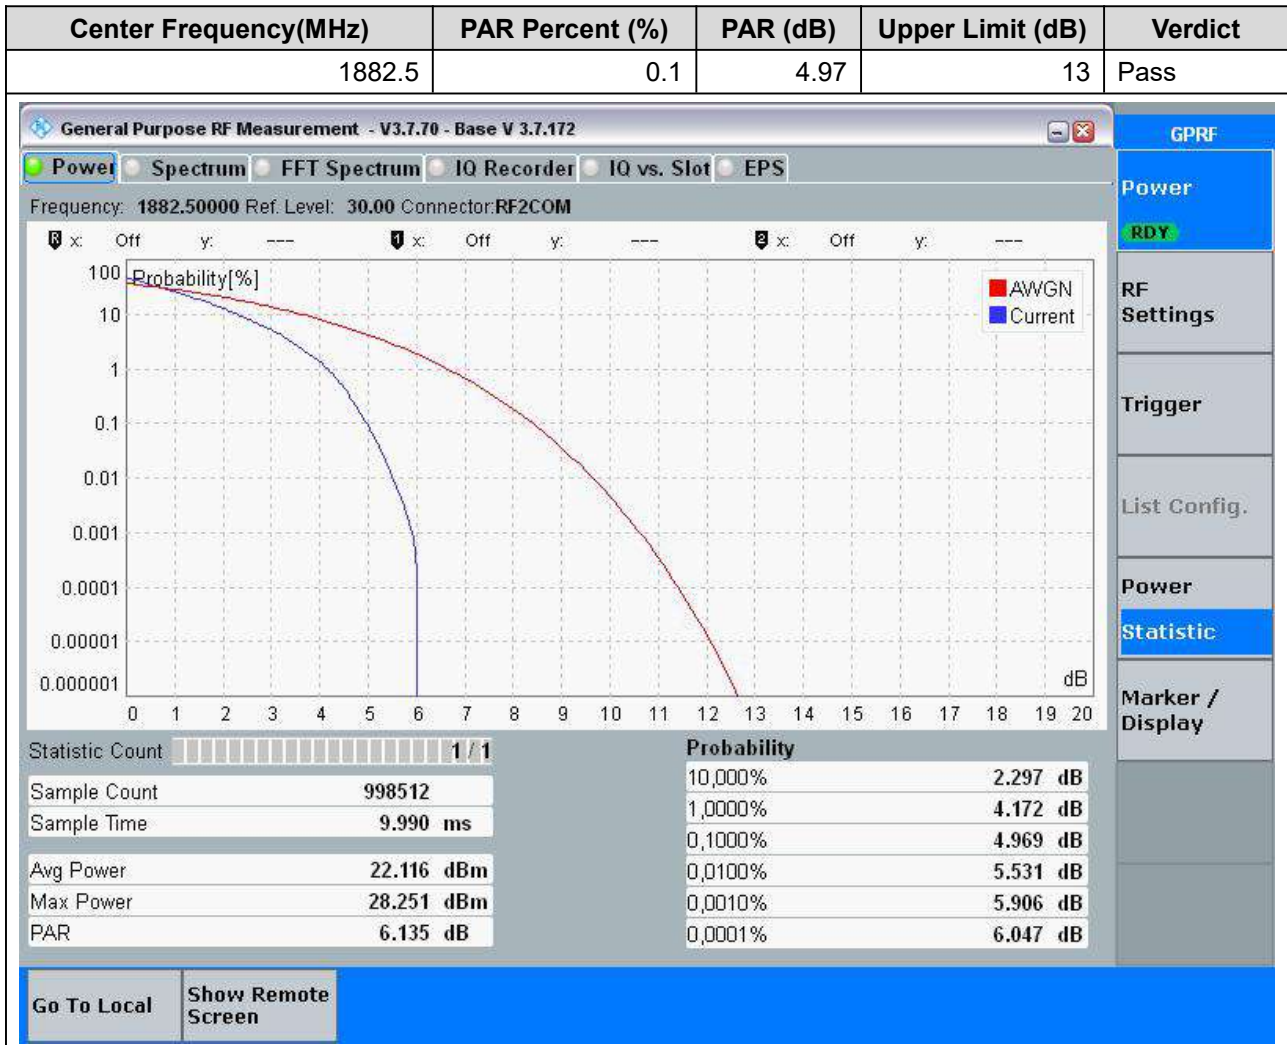 Center Frequency(MHz) PAR Percent (%) PAR (dB) Upper Limit (dB) Verdict
1882.5 0.1 4.97 13 Pass
General Purpose RF Measurement - V3.7.70 - Base V 3.7.172
GPRF
Power Spectrum FFT Spectrum IQ Recorder IQ vs. Slot EPS
Power
RDY
Frequency: 1882.50000 Ref. Level: 30.00 Connector:RF2COM
R x: Off y: --- 1 x: Off y: --- 2 x: Off y: ---
Probability[%]
AWGN
Current
100
10
1
0.1
0.01
0.001
0.0001
0.00001
0.000001
dB
0 1 2 3 4 5 6 7 8 9 10 11 12 13 14 15 16 17 18 19 20
RF
Settings
Trigger
List Config.
Power
Statistic
Marker /
Display
Statistic Count 1 / 1
Sample Count 998512
Sample Time 9.990 ms
Avg Power 22.116 dBm
Max Power 28.251 dBm
PAR 6.135 dB
Probability
10,000% 2.297 dB
1,0000% 4.172 dB
0,1000% 4.969 dB
0,0100% 5.531 dB
0,0010% 5.906 dB
0,0001% 6.047 dB
Go To Local
Show Remote
Screen